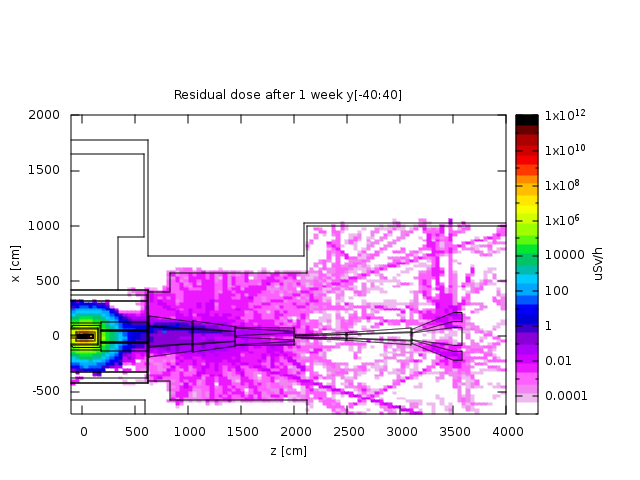 Residual dose after 1 week y[-40:40]
2000
1500
1000
500
0
-500
x [cm]
0 500 1000 1500 2000 2500 3000 3500 4000
z [cm]
1x10^12
1x10^10
1x10^8
1x10^6
10000
100
1
0.01
0.0001
uSv/h